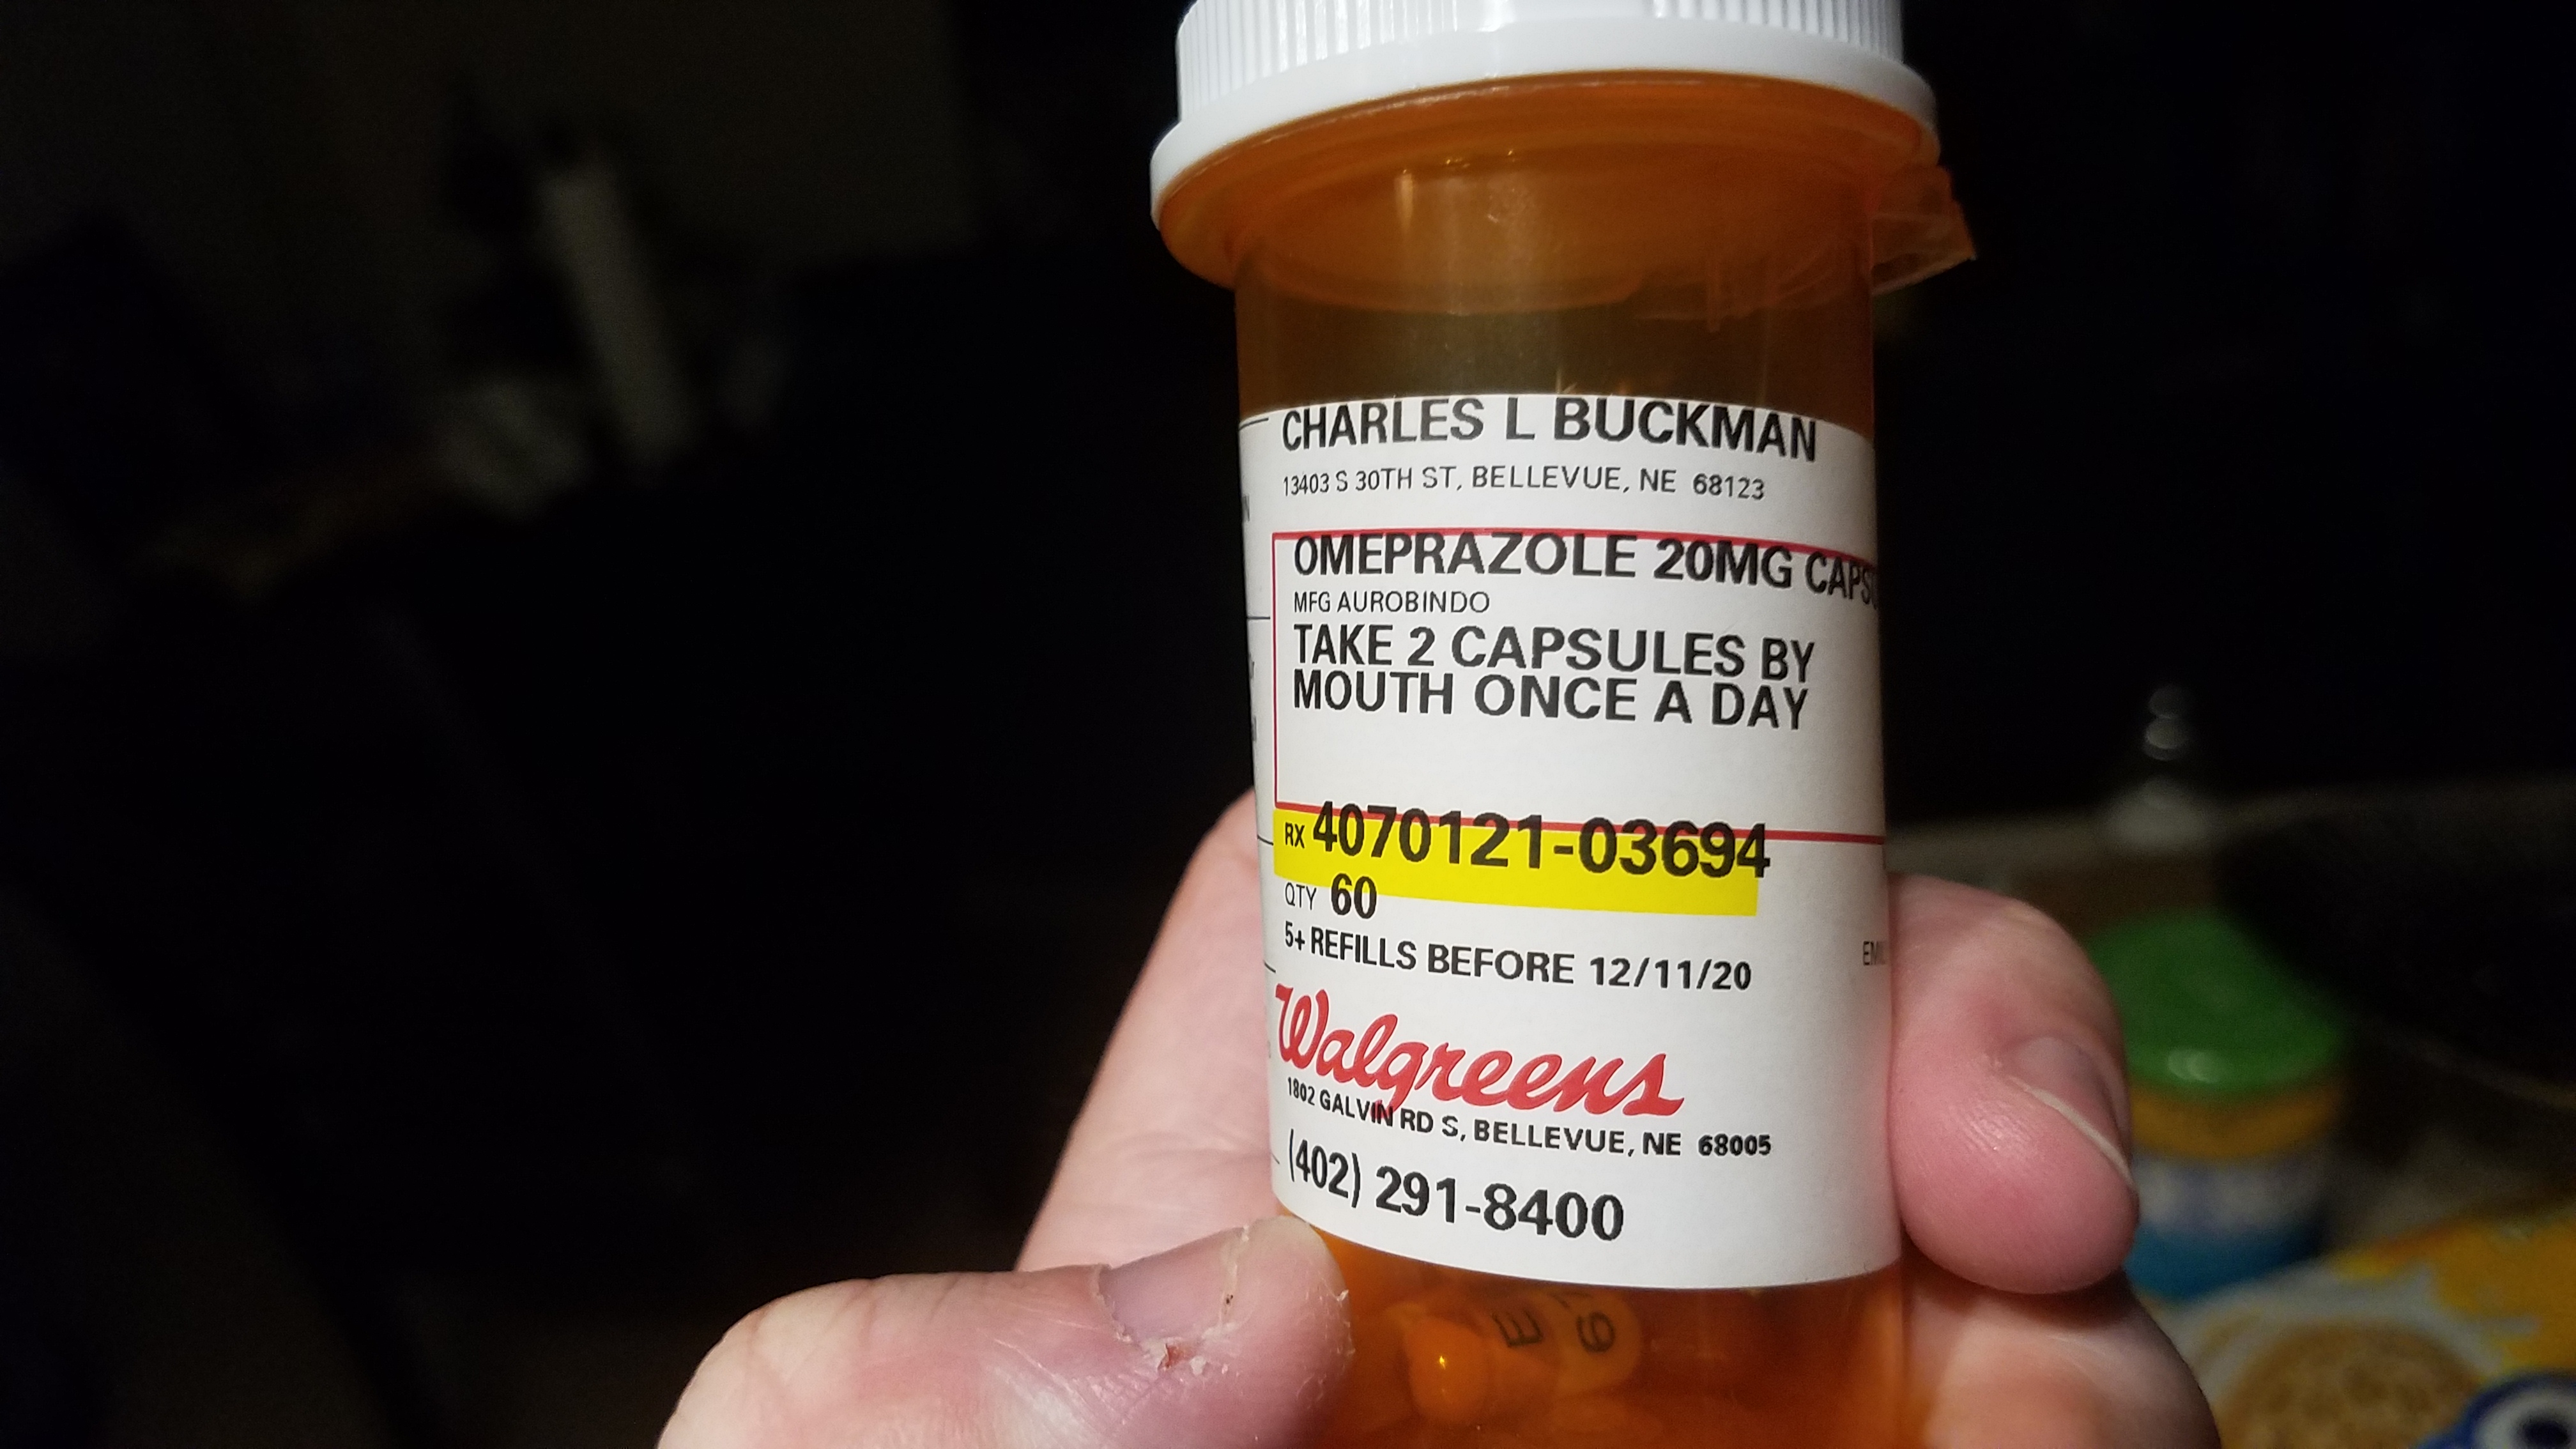 CHARLES L BUCKMAN
13403 S 30TH ST, BELLEVUE, NE 68123
OMEPRAZOLE 20MG CAPSU
MFG AUROBINDO
TAKE 2 CAPSULES BY
MOUTH ONCE A DAY
RX 4070121-03694
QTY 60
5+ REFILLS BEFORE 12/11/20
Walgreens
1802 GALVIN RD S, BELLEVUE, NE 68005
(402) 291-8400
E